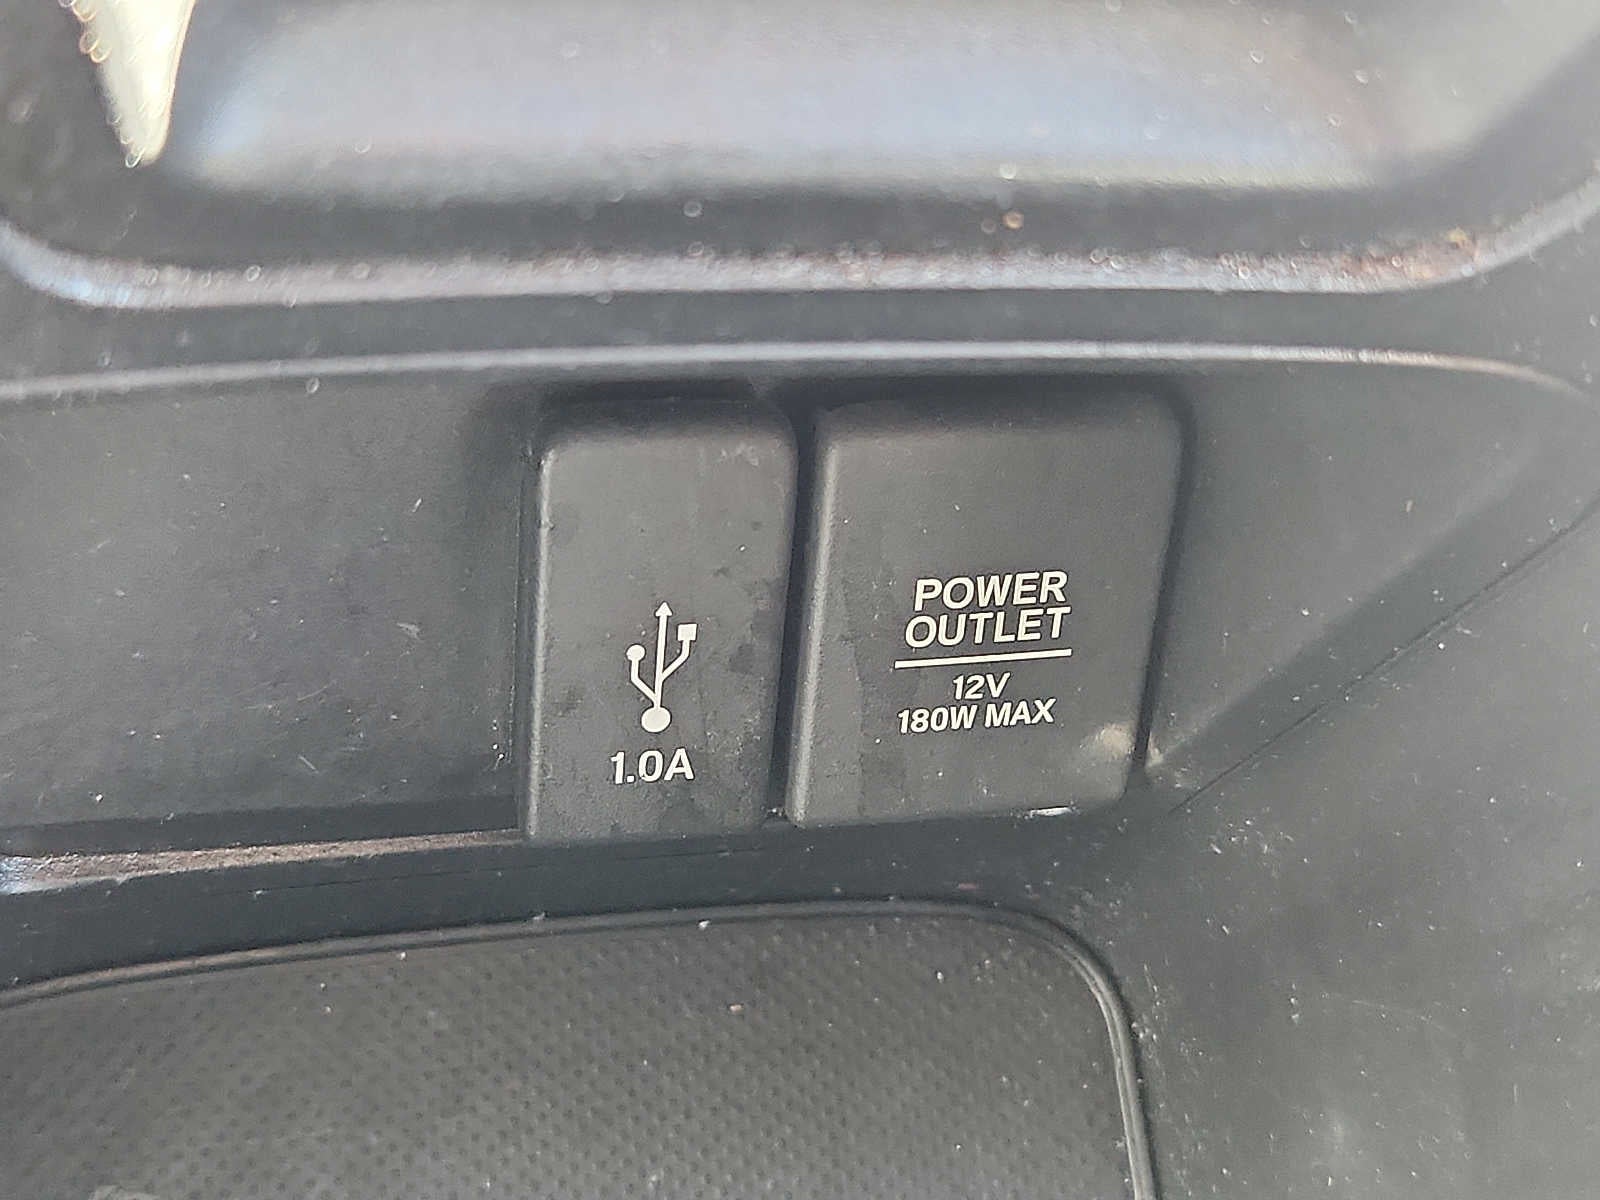 1.0A
POWER
OUTLET
12V
180W MAX